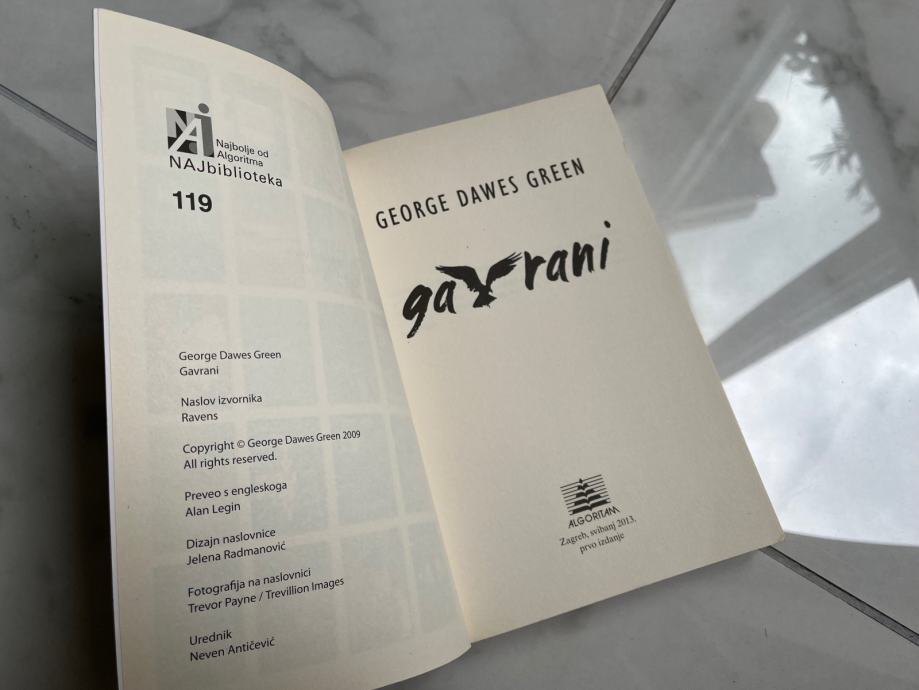 Najbolje od
Algoritma
NAJbiblioteka
119
George Dawes Green
Gavrani
Naslov izvornika
Ravens
Copyright © George Dawes Green 2009
All rights reserved.
Preveo s engleskoga
Alan Legin
Dizajn naslovnice
Jelena Radmanović
Fotografija na naslovnici
Trevor Payne / Trevillion Images
Urednik
Neven Antičević
GEORGE DAWES GREEN
gavrani
ALGORITAM
Zagreb, svibanj 2013.
prvo izdanje